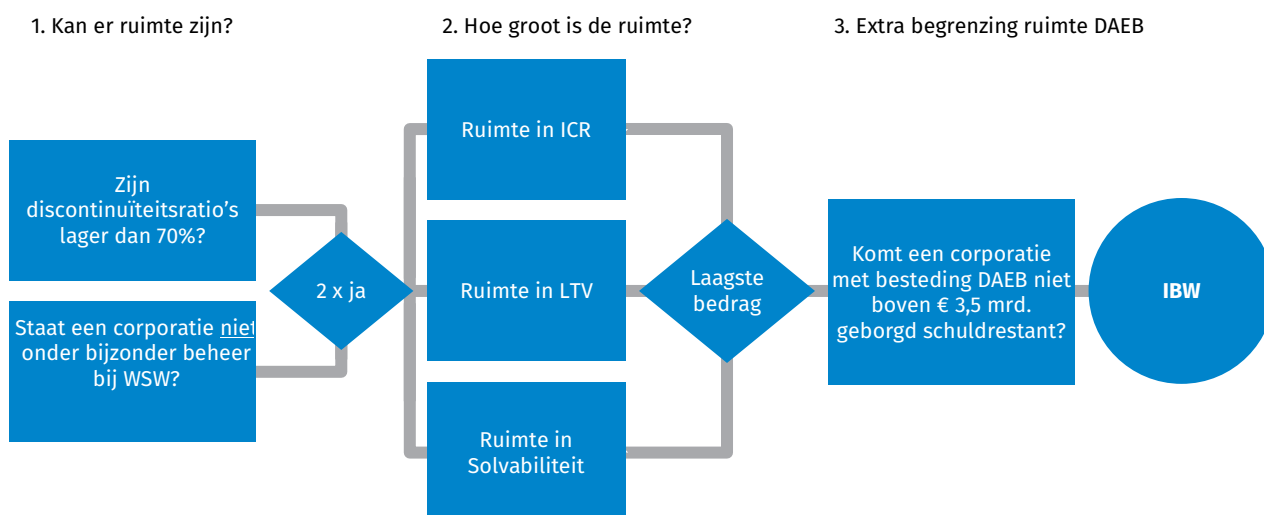 1. Kan er ruimte zijn?
2. Hoe groot is de ruimte?
3. Extra begrenzing ruimte DAEB
Zijn
discontinuïteitsratio's
lager dan 70%?
Staat een corporatie niet
onder bijzonder beheer
bij WSW?
2 x ja
Ruimte in ICR
Ruimte in LTV
Ruimte in
Solvabiliteit
Laagste
bedrag
Komt een corporatie
met besteding DAEB niet
boven € 3,5 mrd.
geborgd schuldrestant?
IBW